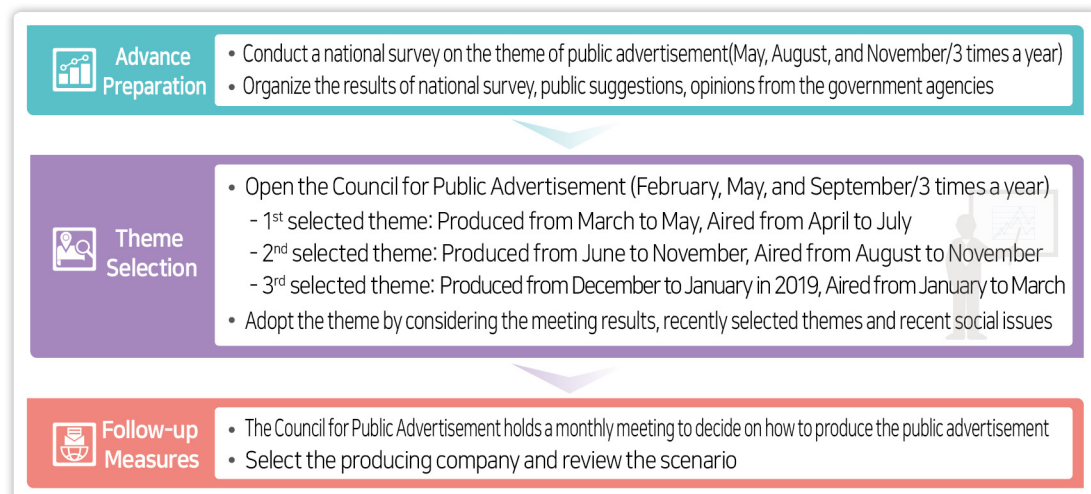 Advance
Preparation
• Conduct a national survey on the theme of public advertisement(May, August, and November/3 times a year)
• Organize the results of national survey, public suggestions, opinions from the government agencies
Theme
Selection
• Open the Council for Public Advertisement (February, May, and September/3 times a year)
- 1st selected theme: Produced from March to May, Aired from April to July
- 2nd selected theme: Produced from June to November, Aired from August to November
- 3rd selected theme: Produced from December to January in 2019, Aired from January to March
• Adopt the theme by considering the meeting results, recently selected themes and recent social issues
Follow-up
Measures
• The Council for Public Advertisement holds a monthly meeting to decide on how to produce the public advertisement
• Select the producing company and review the scenario